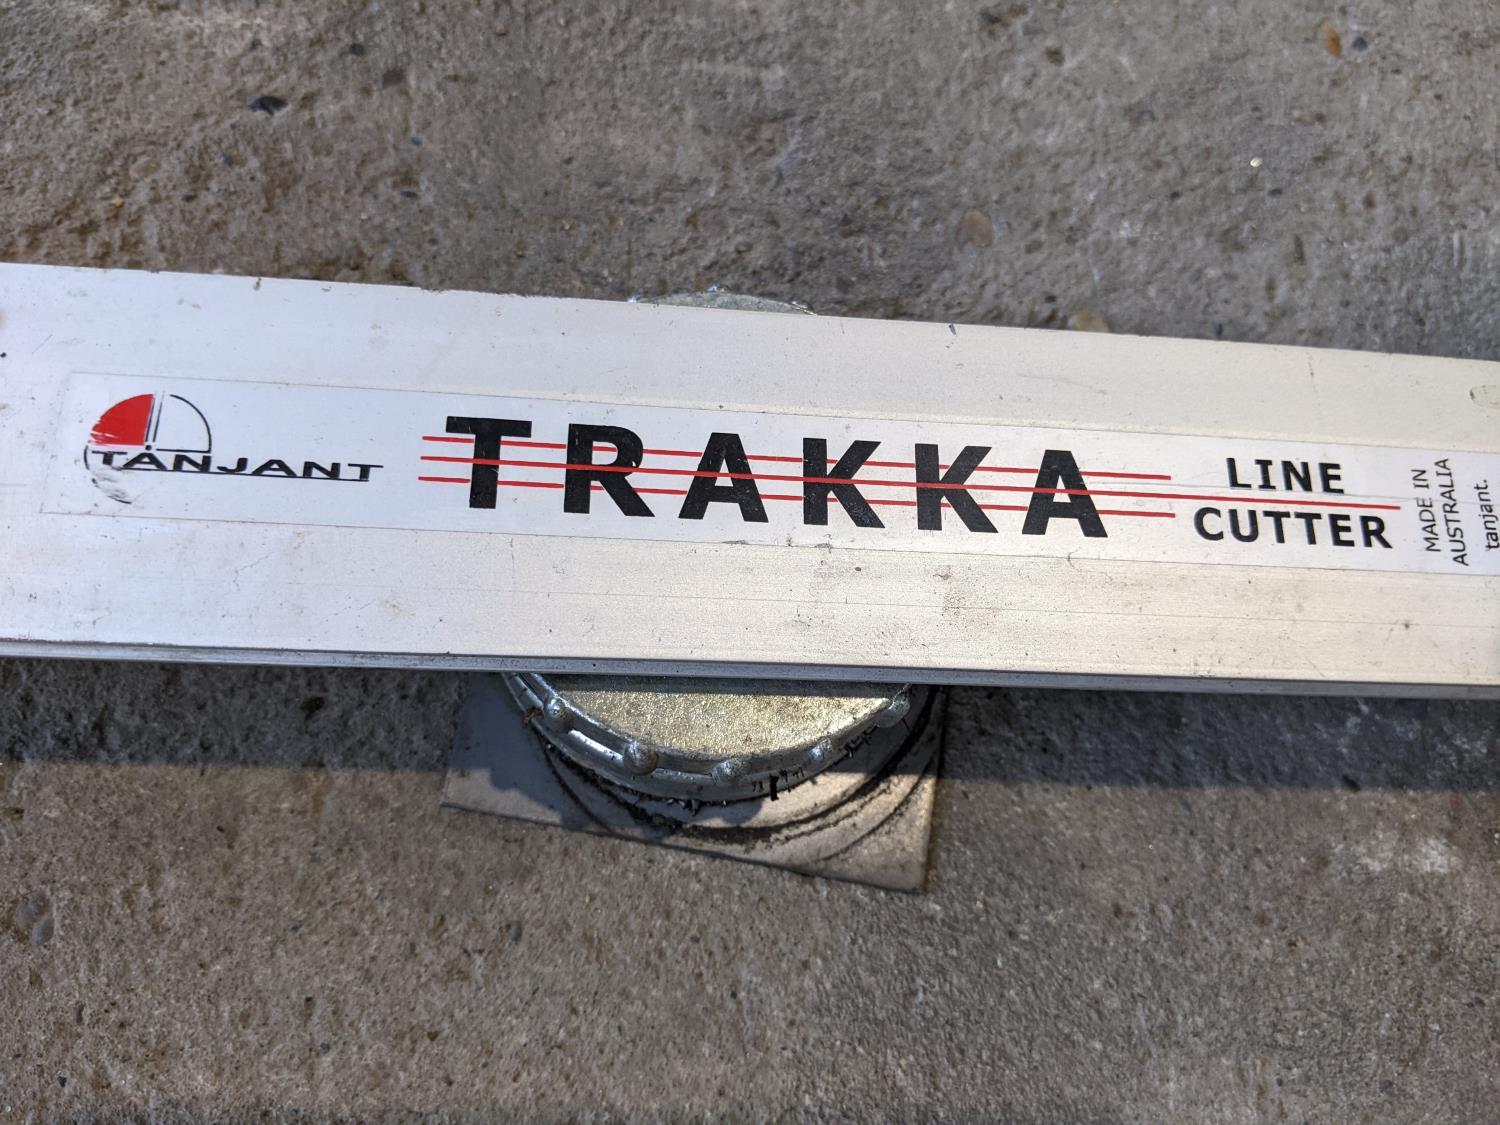 TANJANT
TRAKKA
LINE
CUTTER
MADE IN
AUSTRALIA
tanjant.